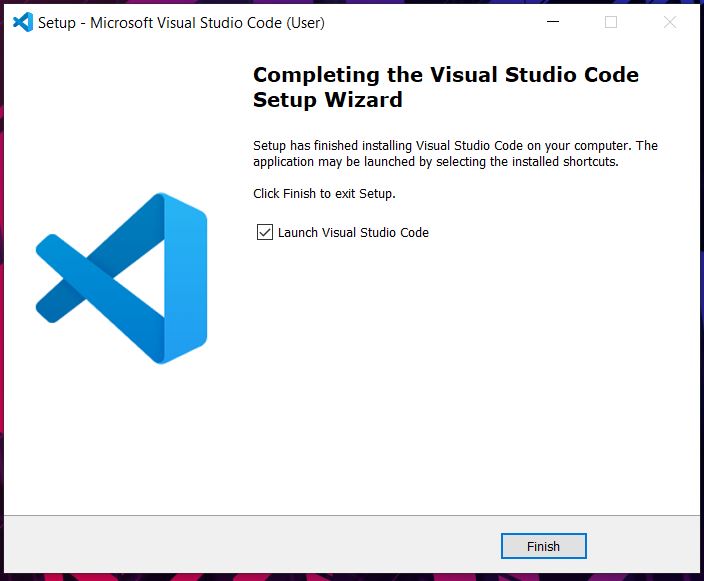 Setup - Microsoft Visual Studio Code (User)
Completing the Visual Studio Code
Setup Wizard
Setup has finished installing Visual Studio Code on your computer. The
application may be launched by selecting the installed shortcuts.
Click Finish to exit Setup.
Launch Visual Studio Code
Finish